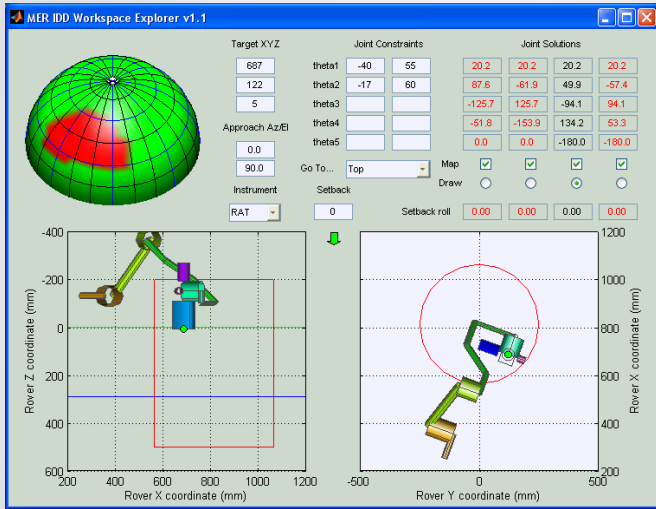 MER IDD Workspace Explorer v1.1
Target XYZ Joint Constraints Joint Solutions
687 theta1 -40 55 20.2 20.2 20.2 20.2
122 theta2 -17 60 87.6 -61.9 49.9 -57.4
5 theta3 -125.7 125.7 -94.1 94.1
Approach Az/El theta4 -51.8 -153.9 134.2 53.3
0.0 theta5 0.0 0.0 -180.0 -180.0
90.0 Go To... Top Map
Draw
Instrument Setback
RAT 0 Setback roll 0.00 0.00 0.00 0.00
-400
-200
0
200
400
600
200 400 600 800 1000 1200
Rover X coordinate (mm)
Rover Z coordinate (mm)
1200
1000
800
600
400
200
-500 0 500
Rover Y coordinate (mm)
Rover X coordinate (mm)